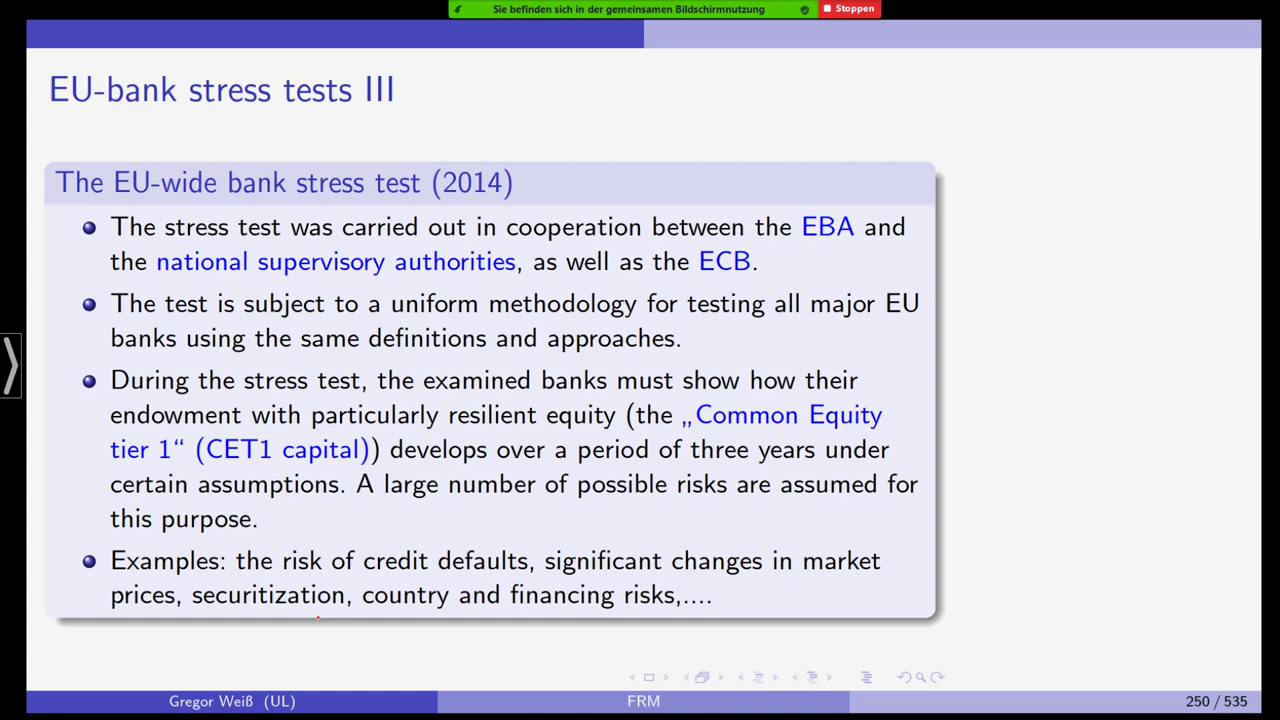 Sie befinden sich in der gemeinsamen Bildschirmnutzung
Stoppen
EU-bank stress tests III
The EU-wide bank stress test (2014)
The stress test was carried out in cooperation between the EBA and
the national supervisory authorities, as well as the ECB.
The test is subject to a uniform methodology for testing all major EU
banks using the same definitions and approaches.
During the stress test, the examined banks must show how their
endowment with particularly resilient equity (the „Common Equity
tier 1“ (CET1 capital)) develops over a period of three years under
certain assumptions. A large number of possible risks are assumed for
this purpose.
Examples: the risk of credit defaults, significant changes in market
prices, securitization, country and financing risks,....
Gregor Weiß (UL)
FRM
250 / 535